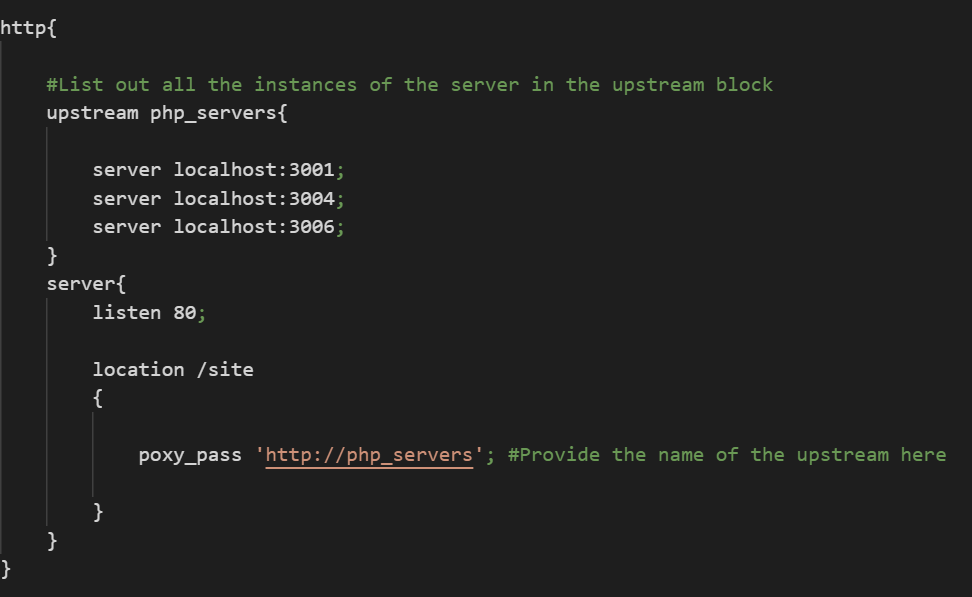 http{
#List out all the instances of the server in the upstream block
upstream php_servers{
server localhost:3001;
server localhost:3004;
server localhost:3006;
}
server{
listen 80;
location /site
{
poxy_pass 'http://php_servers'; #Provide the name of the upstream here
}
}
}